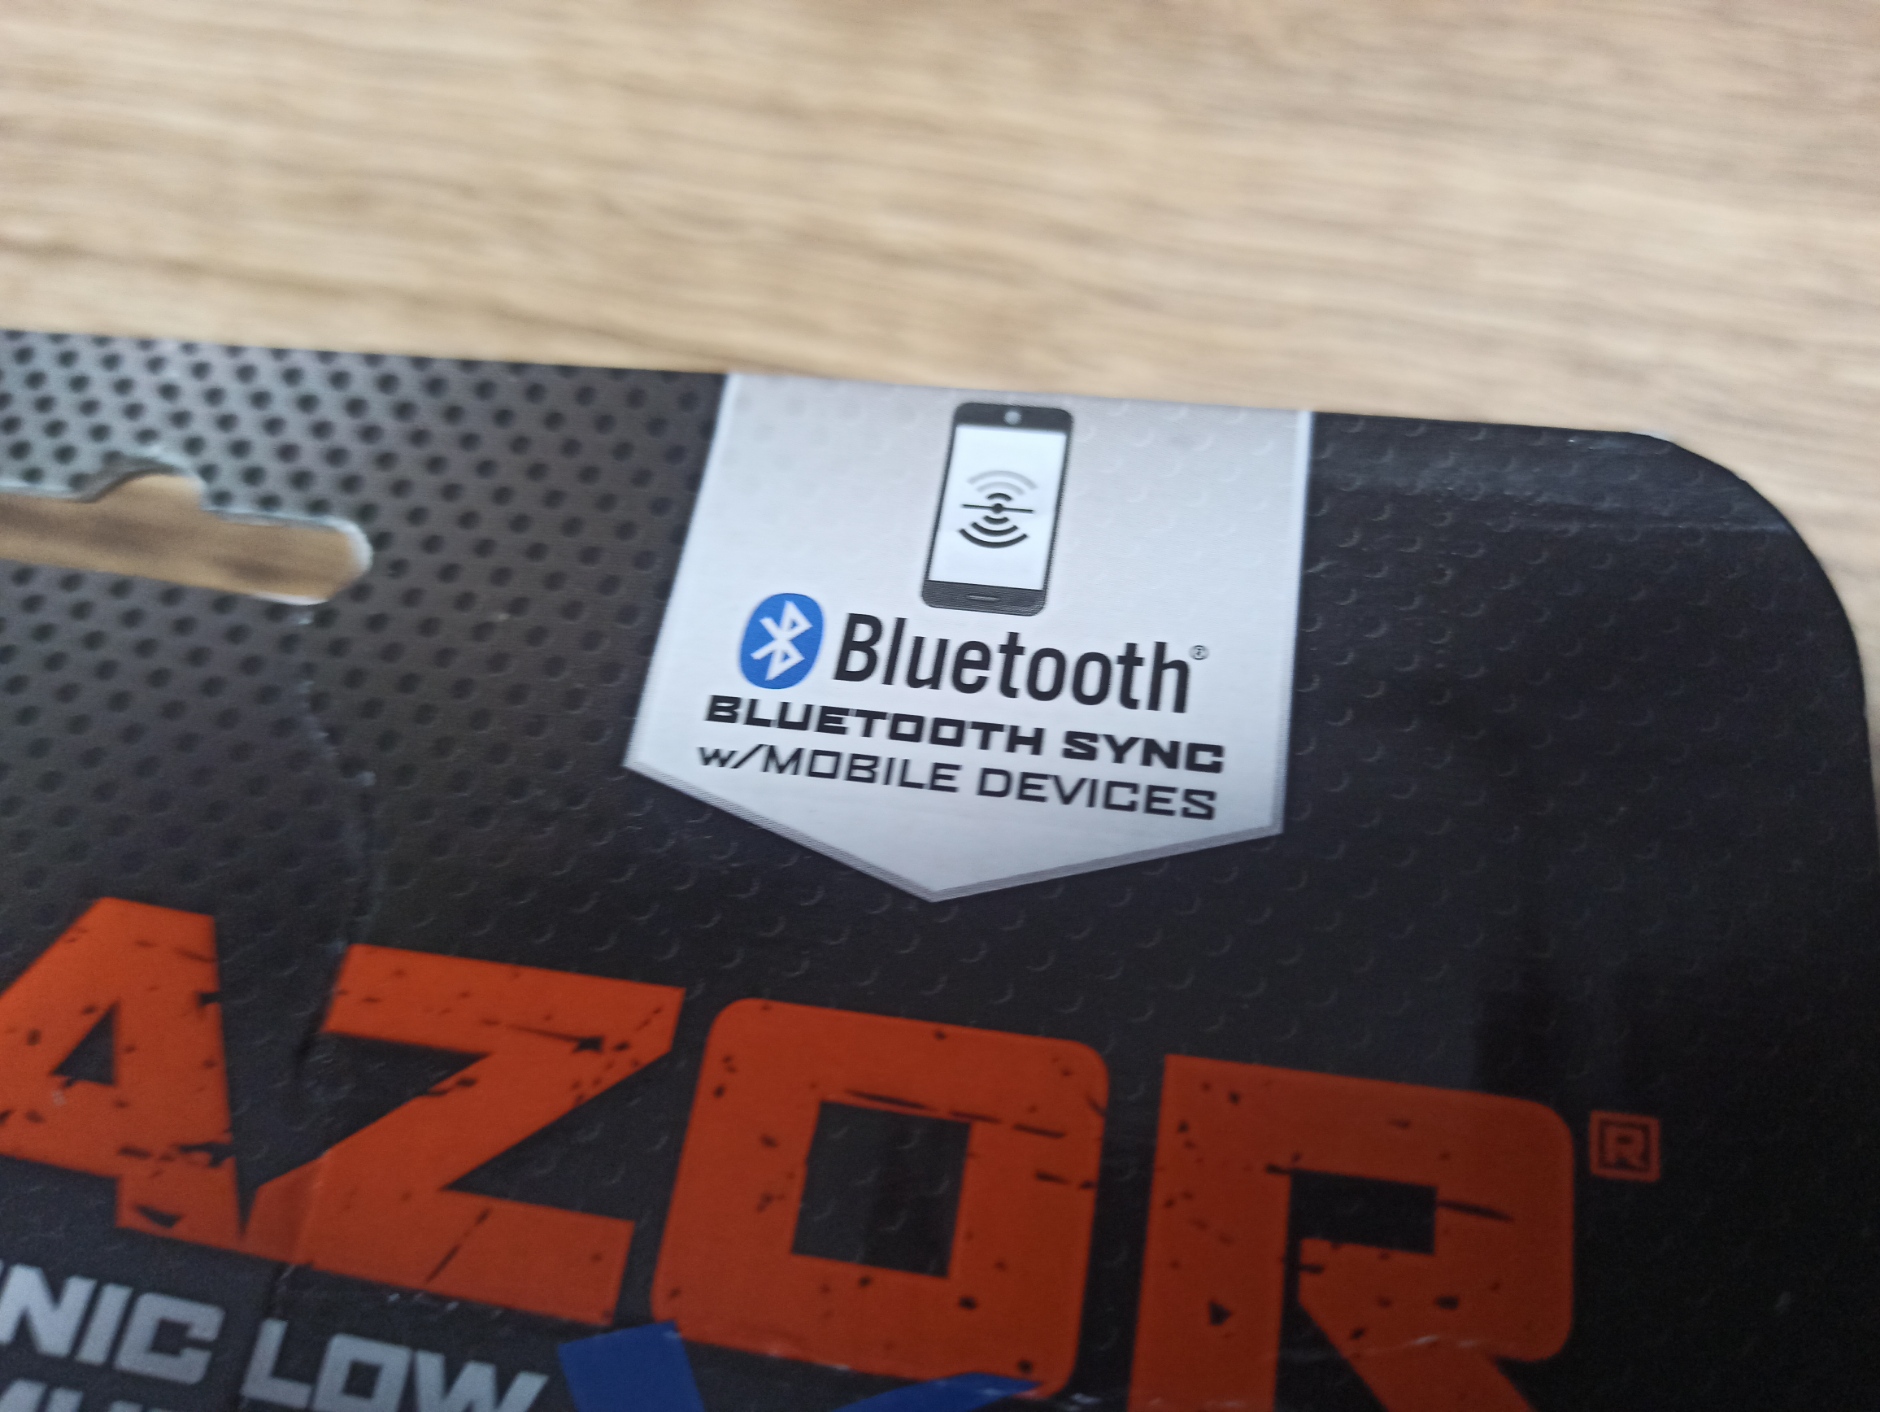 Bluetooth®
BLUETOOTH SYNC
w/MOBILE DEVICES
AZOR®
NIC LOW